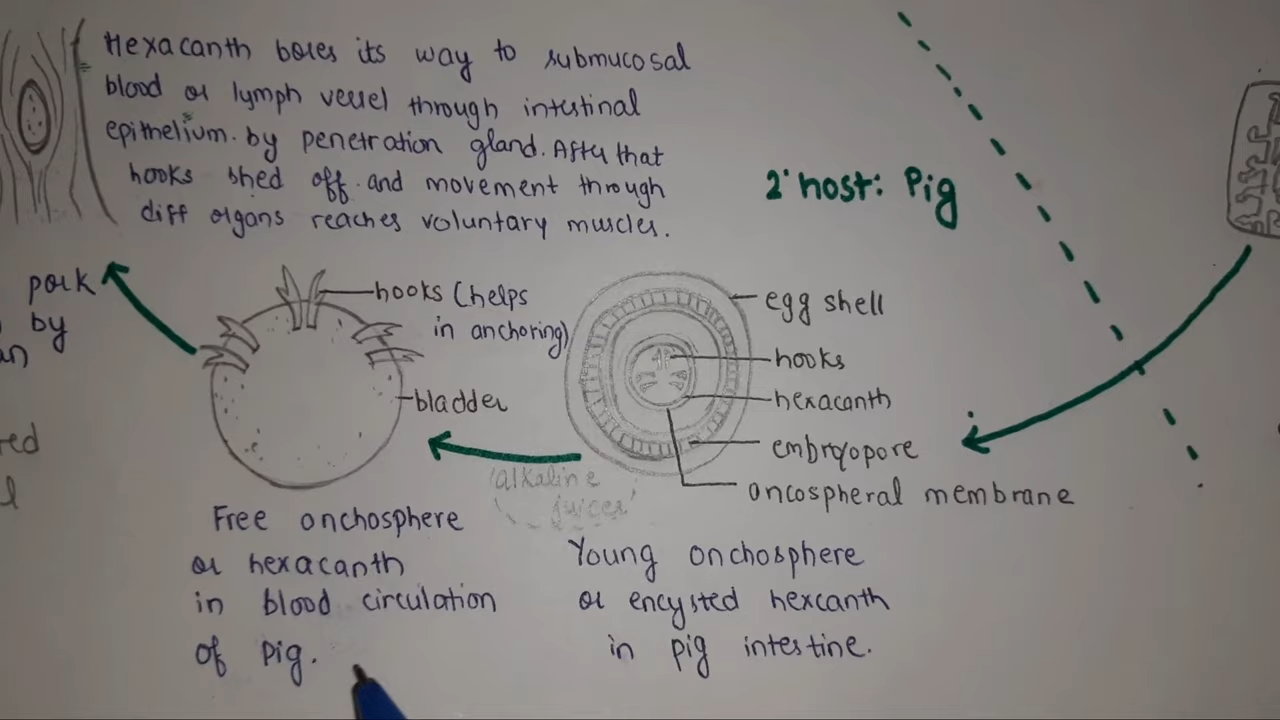 Hexacanth bores its way to submucosal
blood or lymph vessel through intestinal
epithelium. by penetration gland. After that
hooks shed off and movement through
diff organs reaches voluntary muscles.
2° host: Pig
pork
by
hooks (helps
in anchoring)
bladder
egg shell
hooks
hexacanth
embryopore
oncospheral membrane
'alkaline
juices'
Free onchosphere
or hexacanth
in blood circulation
of pig.
Young onchosphere
or encysted hexcanth
in pig intestine.